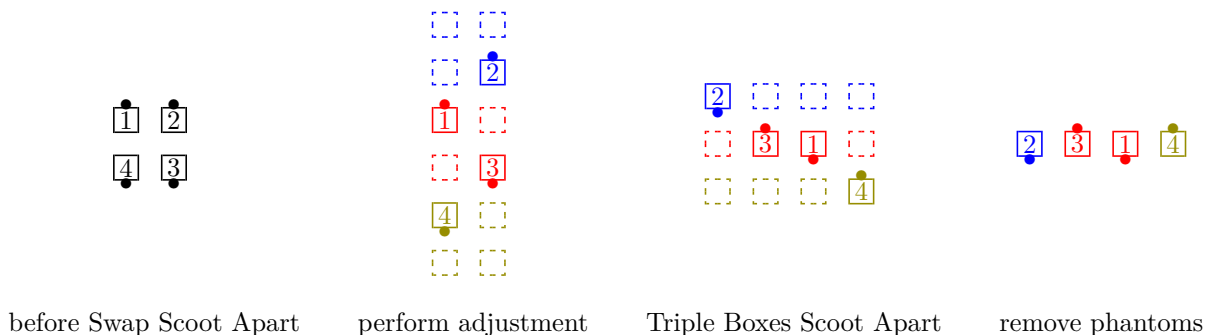 2
1 2 1 2
4 3 3 3 1 2 3 1 4
4 4
before Swap Scoot Apart perform adjustment Triple Boxes Scoot Apart remove phantoms